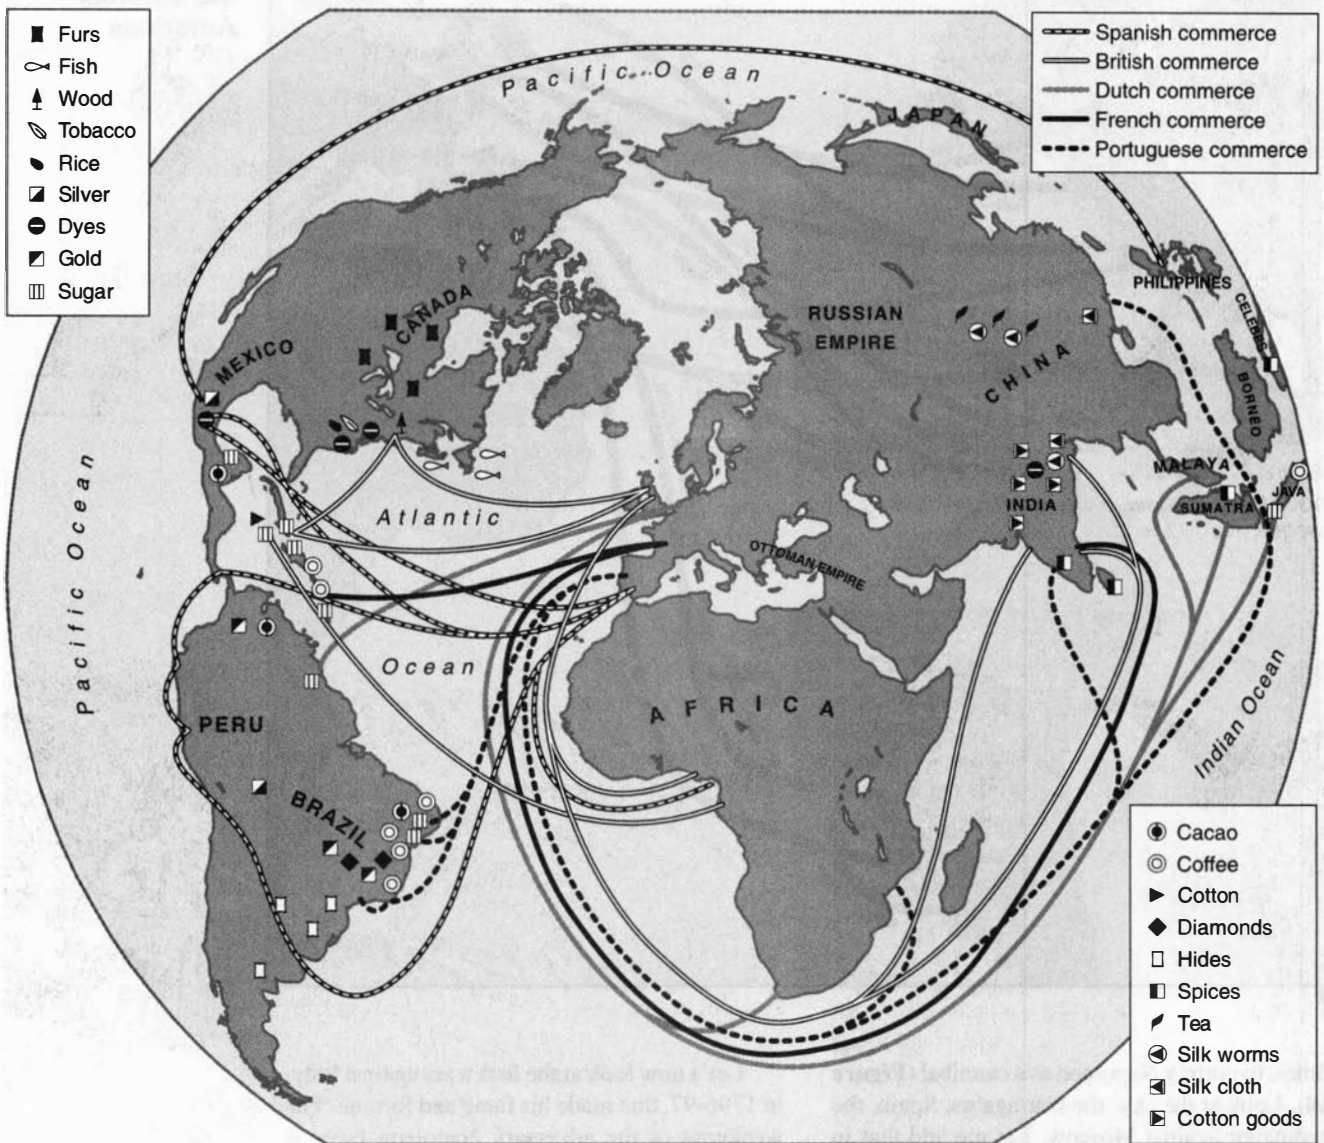 Furs
Fish
Wood
Tobacco
Rice
Silver
Dyes
Gold
Sugar
Spanish commerce
British commerce
Dutch commerce
French commerce
Portuguese commerce
Pacific Ocean
JAPAN
PHILIPPINES
CELEBES
BORNEO
CANADA
MEXICO
RUSSIAN
EMPIRE
CHINA
MALAYA
JAVA
SUMATRA
INDIA
Pacific Ocean
Atlantic
OTTOMAN EMPIRE
Ocean
AFRICA
PERU
BRAZIL
Indian Ocean
Cacao
Coffee
Cotton
Diamonds
Hides
Spices
Tea
Silk worms
Silk cloth
Cotton goods